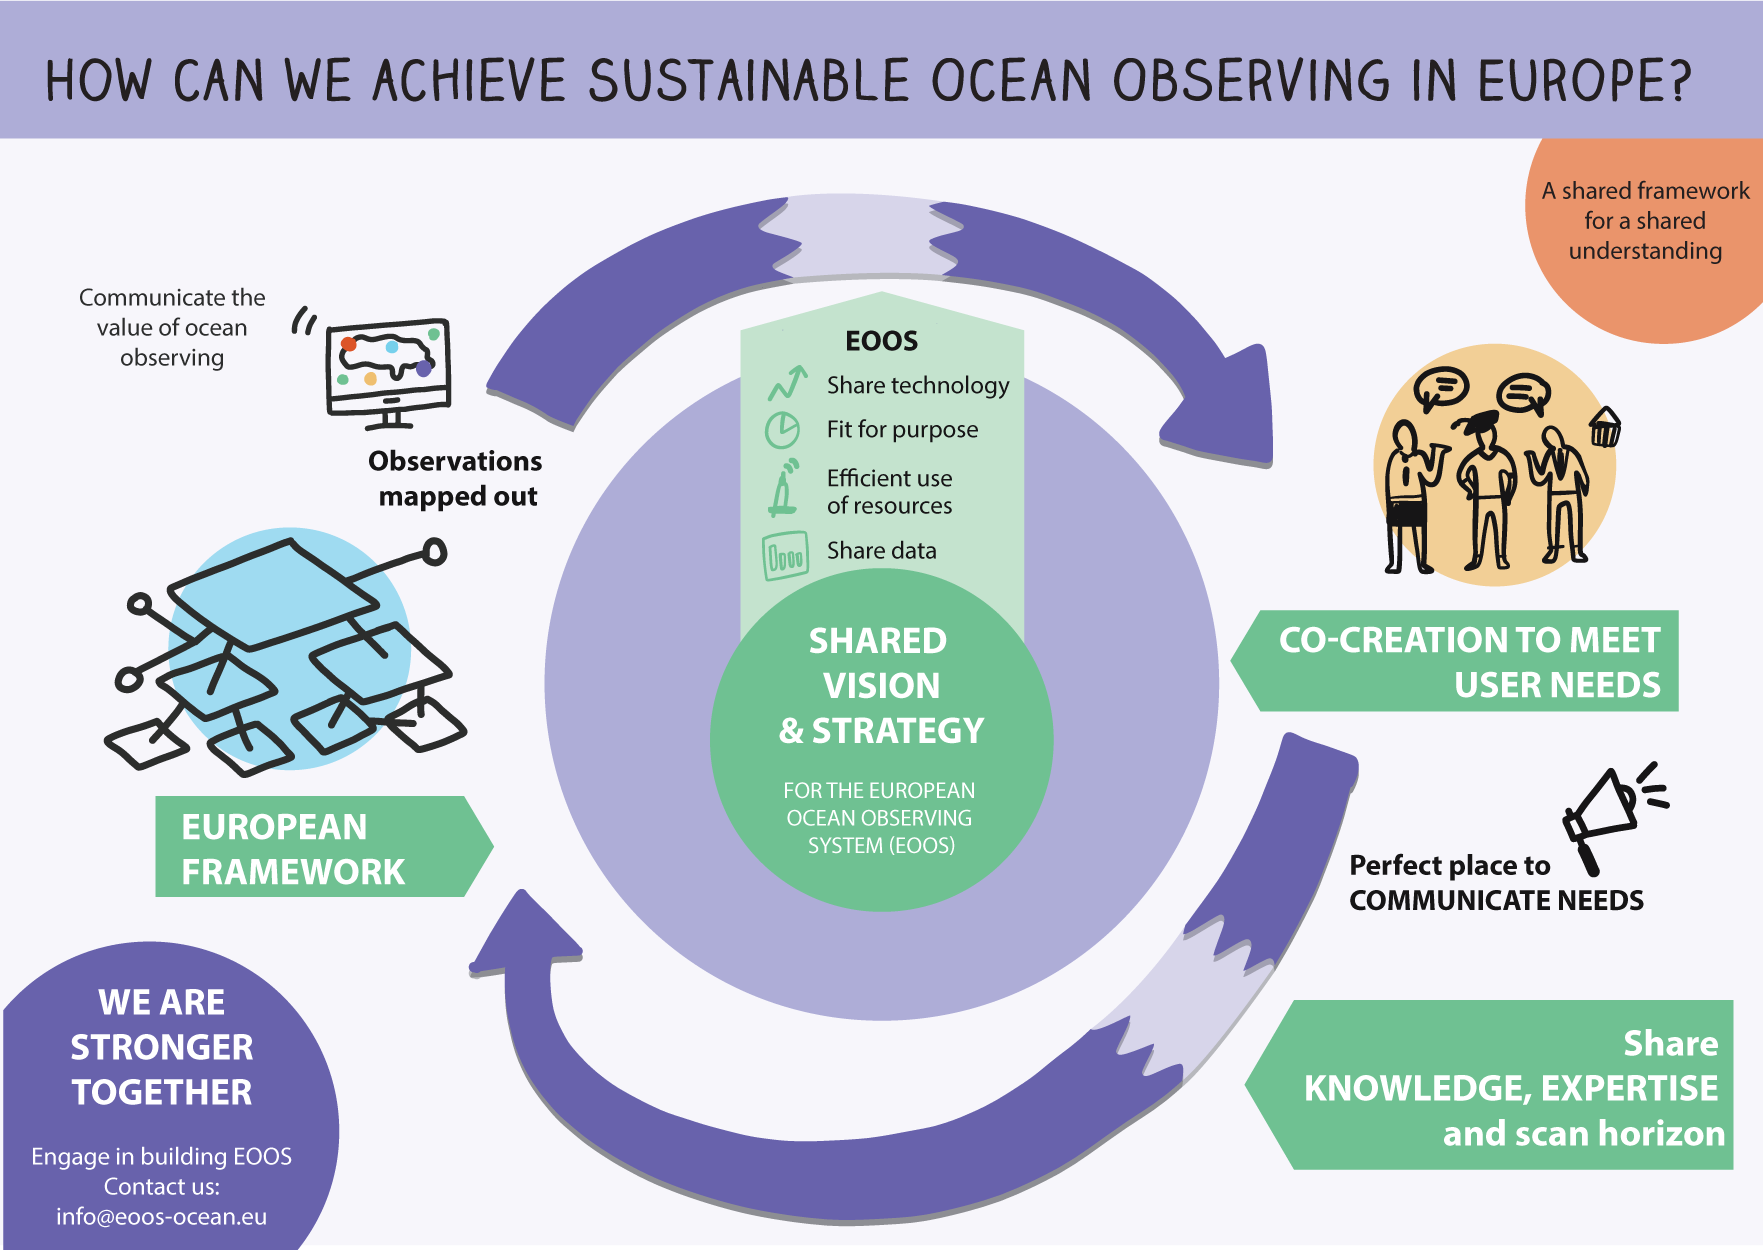 HOW CAN WE ACHIEVE SUSTAINABLE OCEAN OBSERVING IN EUROPE?
A shared framework
for a shared
understanding
Communicate the
value of ocean
observing
Observations
mapped out
EOOS
Share technology
Fit for purpose
Efficient use
of resources
Share data
SHARED
VISION
& STRATEGY
FOR THE EUROPEAN
OCEAN OBSERVING
SYSTEM (EOOS)
CO-CREATION TO MEET
USER NEEDS
EUROPEAN
FRAMEWORK
Perfect place to
COMMUNICATE NEEDS
Share
KNOWLEDGE, EXPERTISE
and scan horizon
WE ARE
STRONGER
TOGETHER
Engage in building EOOS
Contact us:
info@eoos-ocean.eu